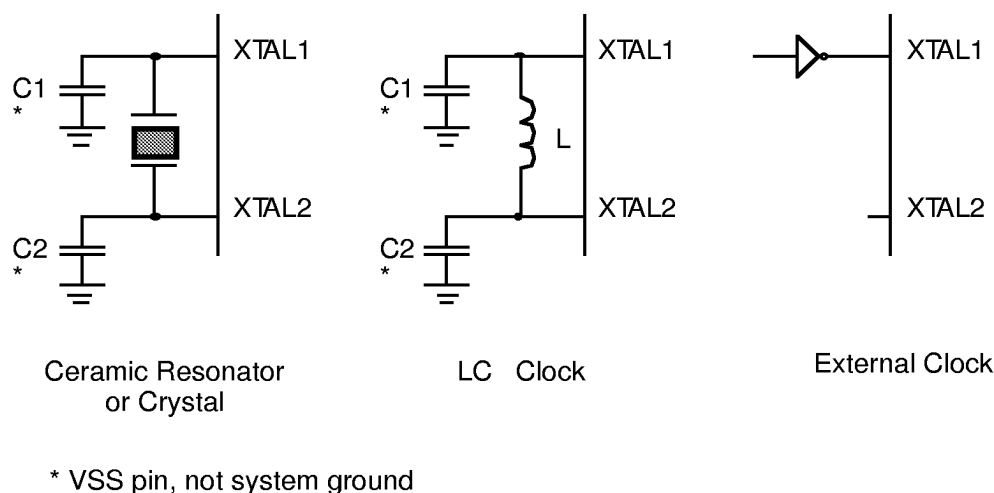 XTAL1
C1
*
XTAL2
C2
*
Ceramic Resonator
or Crystal
XTAL1
C1
*
L
XTAL2
C2
*
LC Clock
XTAL1
XTAL2
External Clock
* VSS pin, not system ground